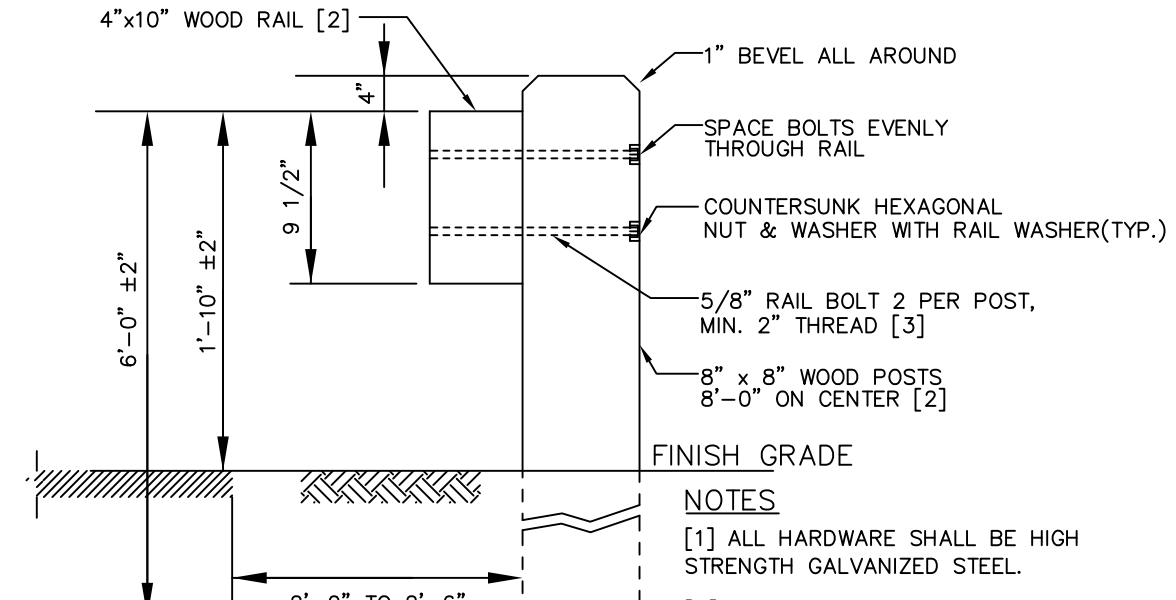 4"x10" WOOD RAIL [2]
1" BEVEL ALL AROUND
4"
SPACE BOLTS EVENLY
THROUGH RAIL
9 1/2"
COUNTERSUNK HEXAGONAL
NUT & WASHER WITH RAIL WASHER(TYP.)
6'-0" ±2"
1'-10" ±2"
5/8" RAIL BOLT 2 PER POST,
MIN. 2" THREAD [3]
8" x 8" WOOD POSTS
8'-0" ON CENTER [2]
FINISH GRADE
NOTES
[1] ALL HARDWARE SHALL BE HIGH
STRENGTH GALVANIZED STEEL.
TO